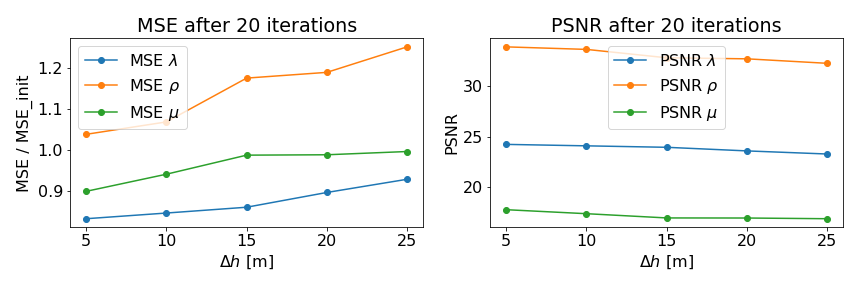 MSE after 20 iterations
MSE / MSE_init
1.2
1.1
1.0
0.9
MSE λ
MSE ρ
MSE μ
5 10 15 20 25
Δh [m]
PSNR after 20 iterations
PSNR
30
25
20
PSNR λ
PSNR ρ
PSNR μ
5 10 15 20 25
Δh [m]